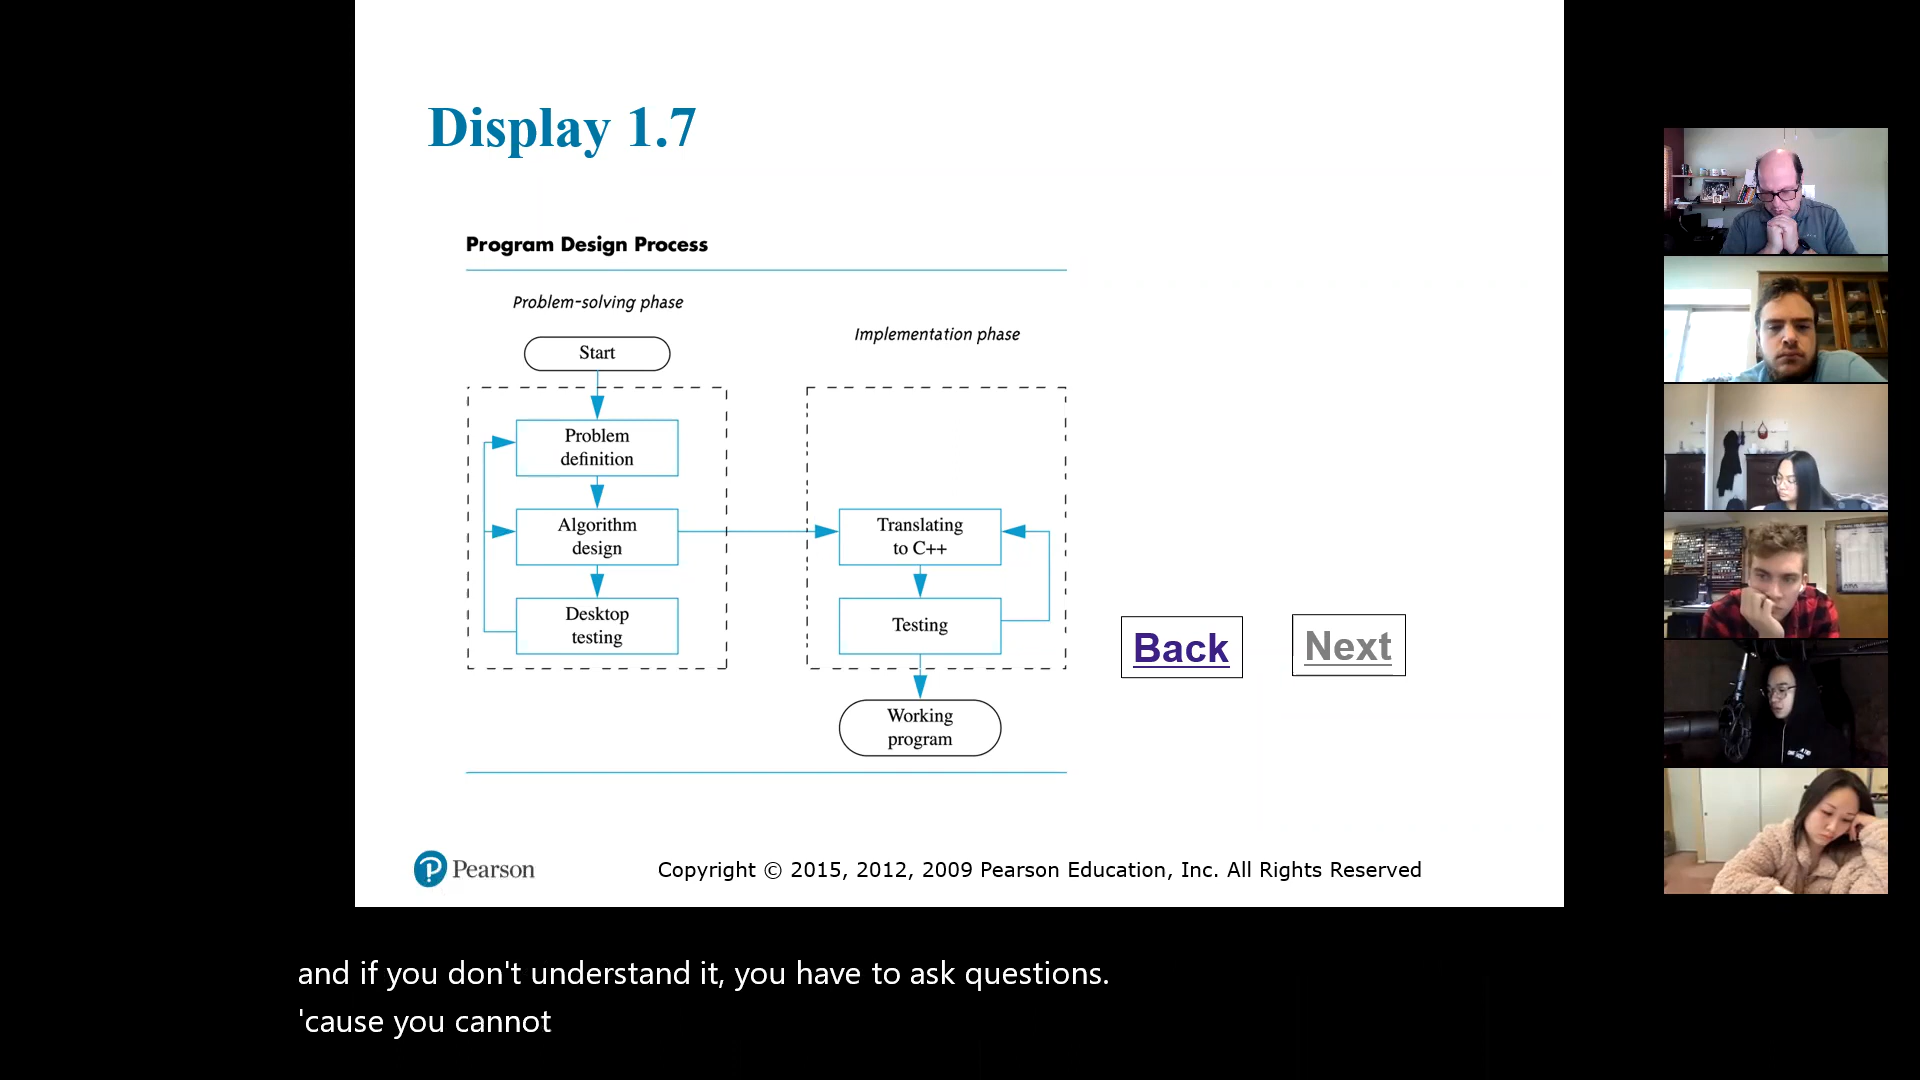 Display 1.7
Program Design Process
Problem-solving phase
Implementation phase
Start
Problem
definition
Algorithm
design
Desktop
testing
Translating
to C++
Testing
Working
program
Back
Next
Pearson
Copyright © 2015, 2012, 2009 Pearson Education, Inc. All Rights Reserved
and if you don't understand it, you have to ask questions.
'cause you cannot